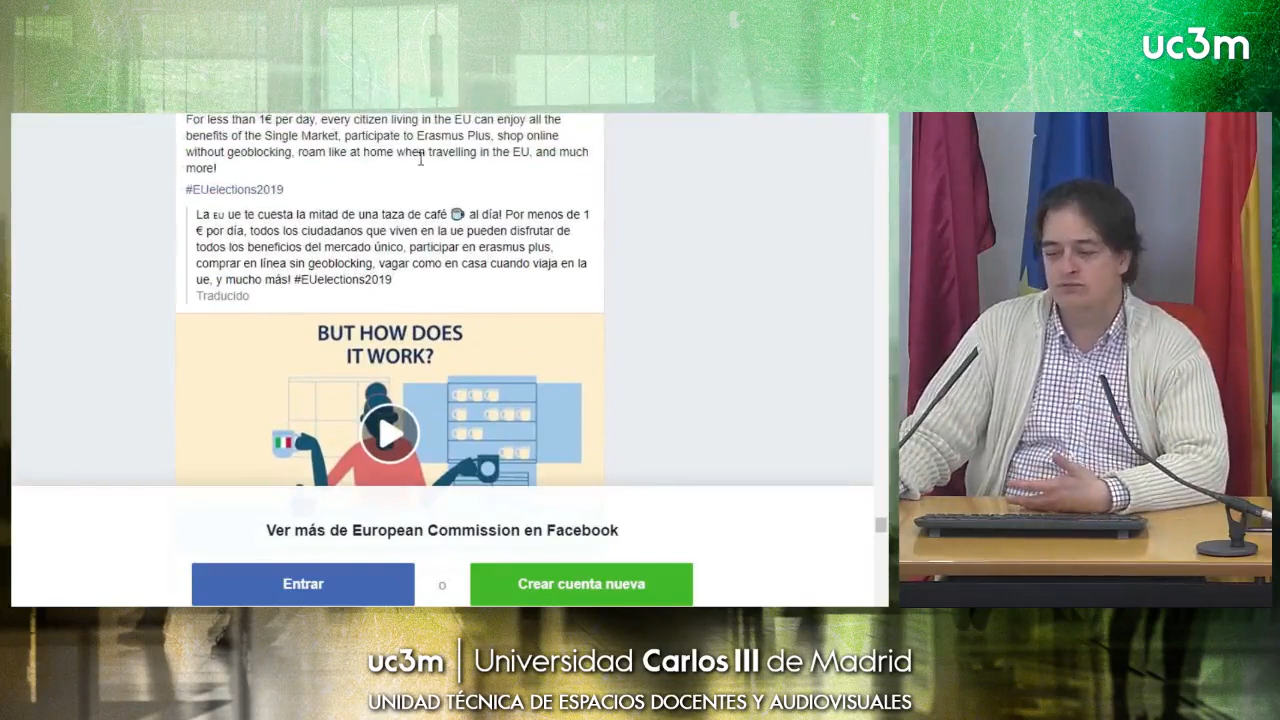 uc3m
For less than 1€ per day, every citizen living in the EU can enjoy all the
benefits of the Single Market, participate to Erasmus Plus, shop online
without geoblocking, roam like at home when travelling in the EU, and much
more!
#EUelections2019
La EU ue te cuesta la mitad de una taza de café al día! Por menos de 1
€ por día, todos los ciudadanos que viven en la ue pueden disfrutar de
todos los beneficios del mercado único, participar en erasmus plus,
comprar en línea sin geoblocking, vagar como en casa cuando viaja en la
ue, y mucho más! #EUelections2019
Traducido
BUT HOW DOES
IT WORK?
Ver más de European Commission en Facebook
Entrar o Crear cuenta nueva
uc3m | Universidad Carlos III de Madrid
UNIDAD TÉCNICA DE ESPACIOS DOCENTES Y AUDIOVISUALES